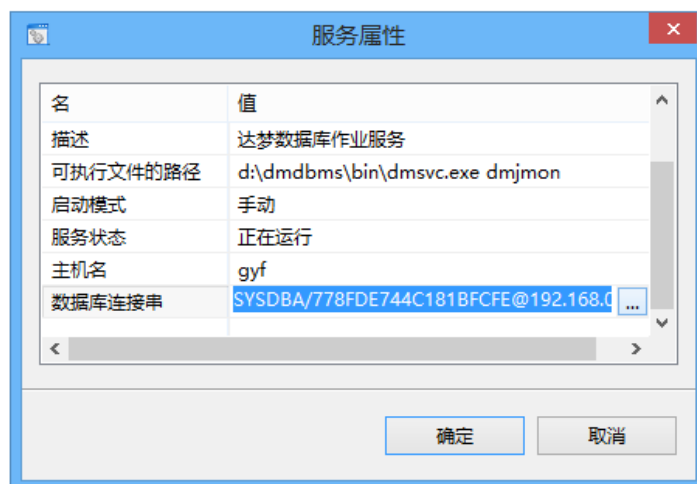 服务属性
名 值
描述 达梦数据库作业服务
可执行文件的路径 d:\dmdbms\bin\dmsvc.exe dmjmon
启动模式 手动
服务状态 正在运行
主机名 gyf
数据库连接串 SYSDBA/778FDE744C181BFCFE@192.168.0 ...
确定 取消